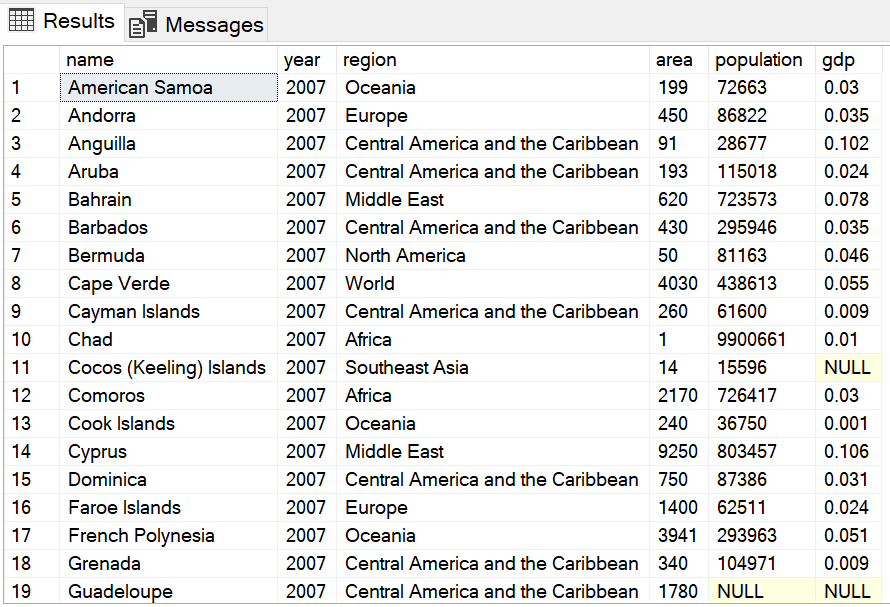 Results Messages
name year region area population gdp
1 American Samoa 2007 Oceania 199 72663 0.03
2 Andorra 2007 Europe 450 86822 0.035
3 Anguilla 2007 Central America and the Caribbean 91 28677 0.102
4 Aruba 2007 Central America and the Caribbean 193 115018 0.024
5 Bahrain 2007 Middle East 620 723573 0.078
6 Barbados 2007 Central America and the Caribbean 430 295946 0.035
7 Bermuda 2007 North America 50 81163 0.046
8 Cape Verde 2007 World 4030 438613 0.055
9 Cayman Islands 2007 Central America and the Caribbean 260 61600 0.009
10 Chad 2007 Africa 1 9900661 0.01
11 Cocos (Keeling) Islands 2007 Southeast Asia 14 15596 NULL
12 Comoros 2007 Africa 2170 726417 0.03
13 Cook Islands 2007 Oceania 240 36750 0.001
14 Cyprus 2007 Middle East 9250 803457 0.106
15 Dominica 2007 Central America and the Caribbean 750 87386 0.031
16 Faroe Islands 2007 Europe 1400 62511 0.024
17 French Polynesia 2007 Oceania 3941 293963 0.051
18 Grenada 2007 Central America and the Caribbean 340 104971 0.009
19 Guadeloupe 2007 Central America and the Caribbean 1780 NULL NULL